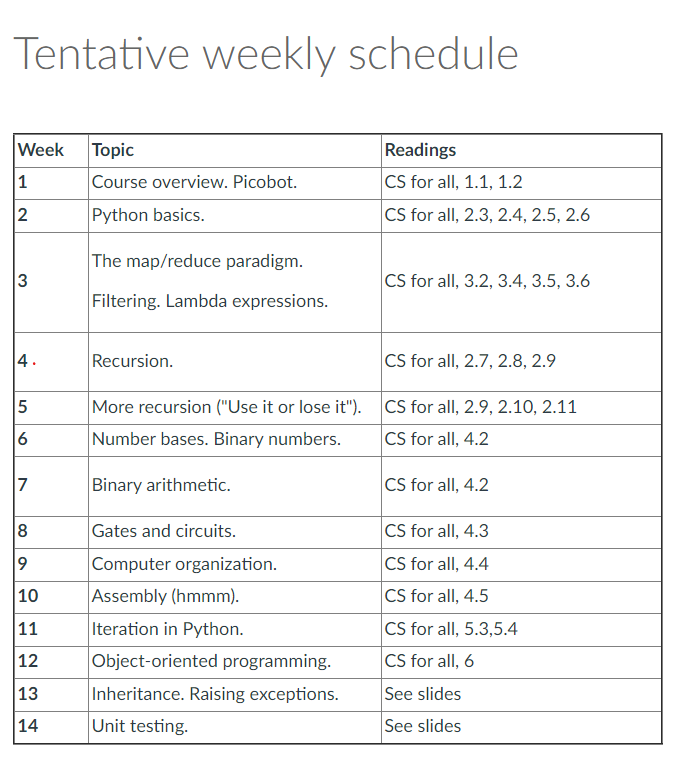 Tentative weekly schedule
Week Topic Readings
1 Course overview. Picobot. CS for all, 1.1, 1.2
2 Python basics. CS for all, 2.3, 2.4, 2.5, 2.6
3 The map/reduce paradigm. CS for all, 3.2, 3.4, 3.5, 3.6
Filtering. Lambda expressions.
4 Recursion. CS for all, 2.7, 2.8, 2.9
5 More recursion ("Use it or lose it"). CS for all, 2.9, 2.10, 2.11
6 Number bases. Binary numbers. CS for all, 4.2
7 Binary arithmetic. CS for all, 4.2
8 Gates and circuits. CS for all, 4.3
9 Computer organization. CS for all, 4.4
10 Assembly (hmmm). CS for all, 4.5
11 Iteration in Python. CS for all, 5.3,5.4
12 Object-oriented programming. CS for all, 6
13 Inheritance. Raising exceptions. See slides
14 Unit testing. See slides